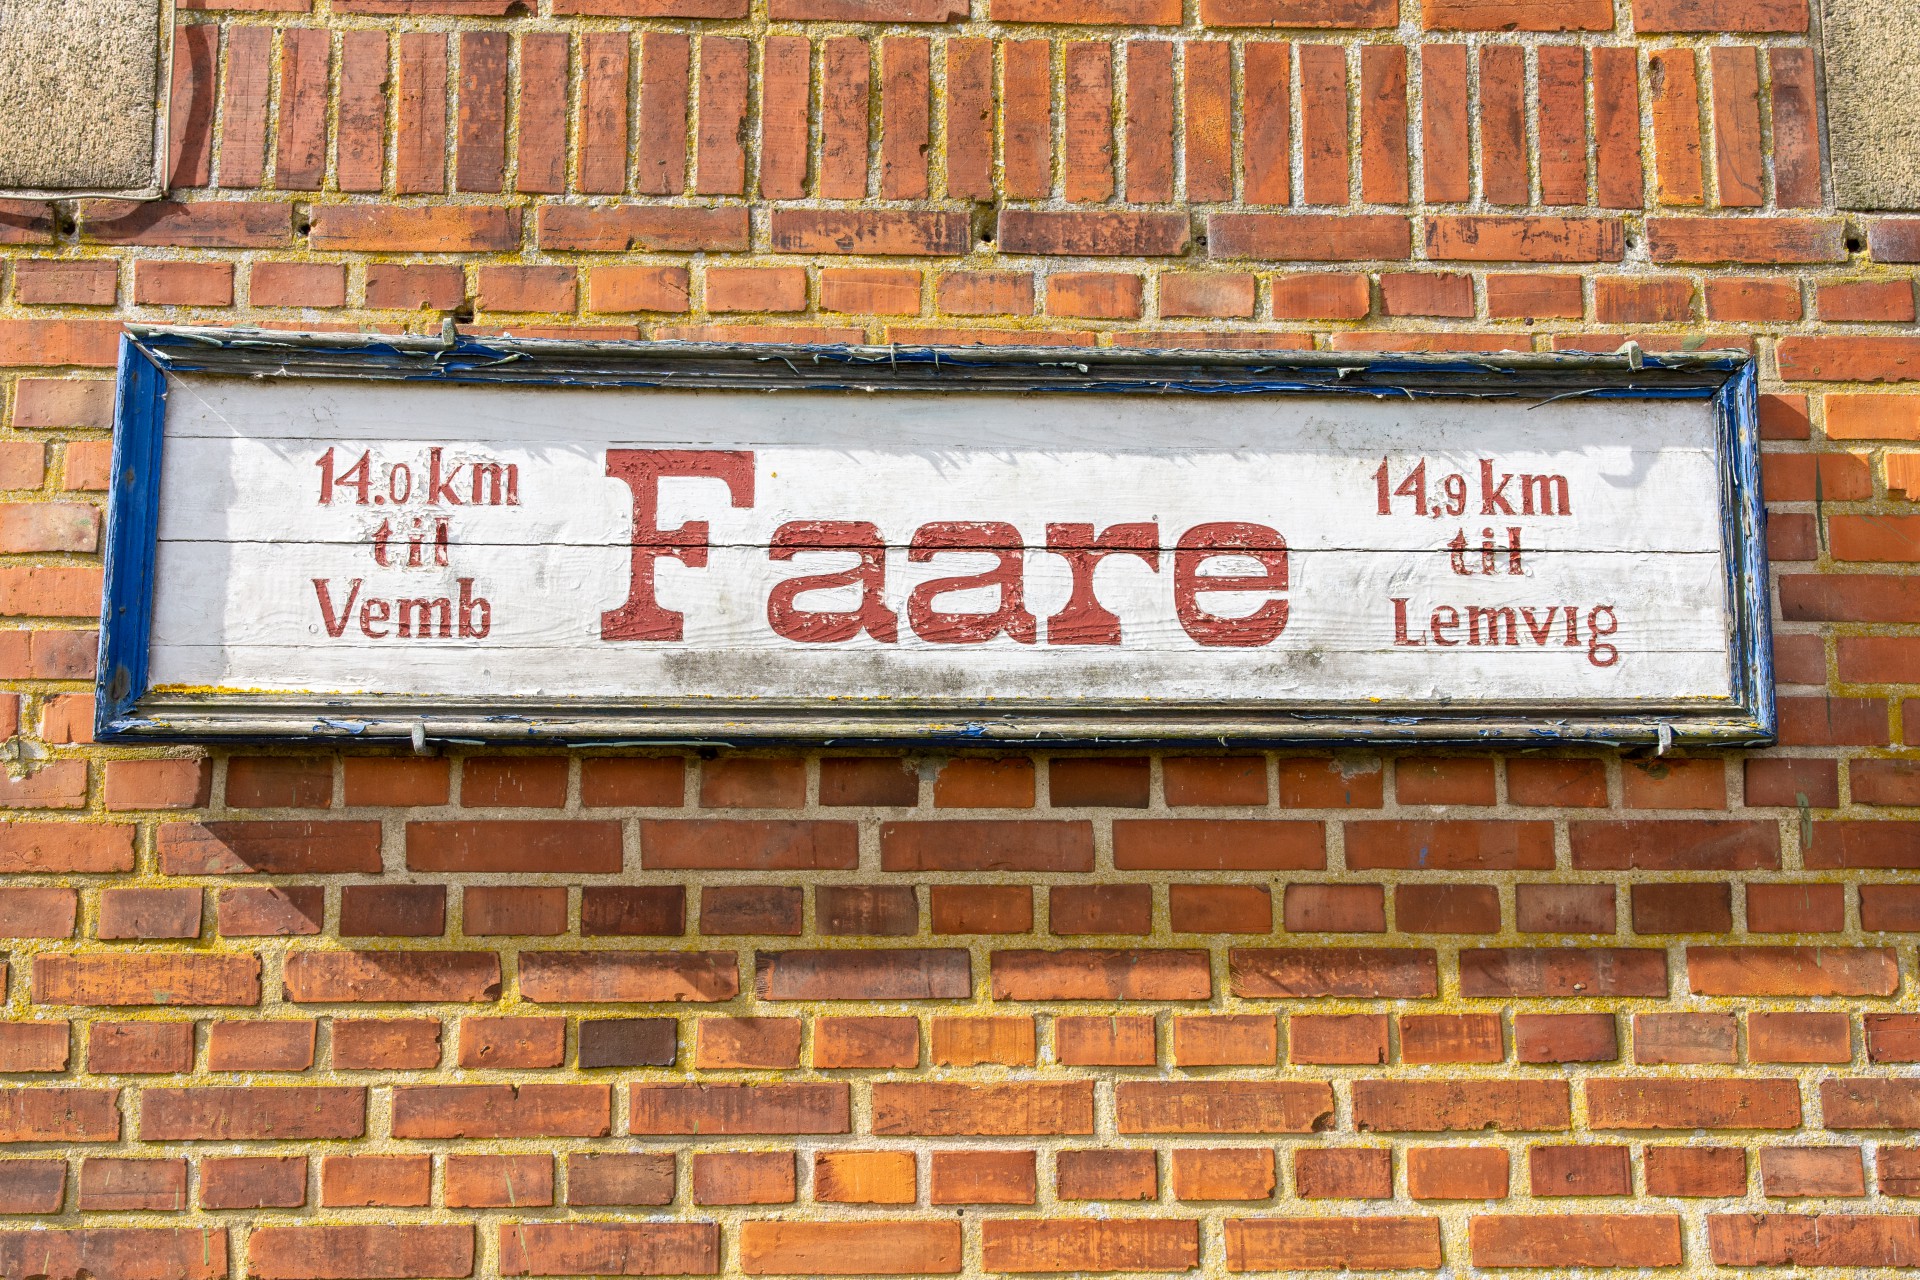 14.0 km
til
Vemb
Faare
14,9 km
til
Lemvig